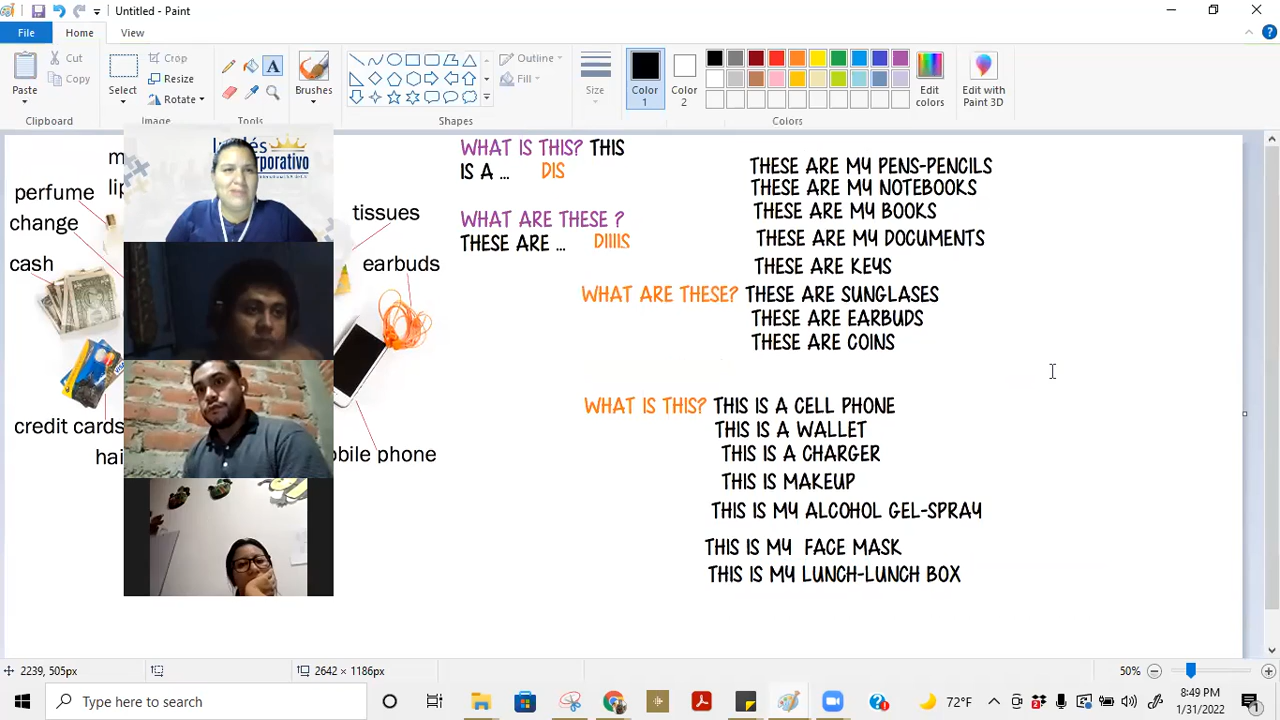 Untitled - Paint
File
Home
View
Paste
Cut
Copy
Clipboard
Select
Crop
Resize
Rotate
Image
Tools
Brushes
Shapes
Outline
Fill
Size
Color 1
Color 2
Colors
Edit colors
Edit with Paint 3D
perfume
change
cash
credit cards
tissues
earbuds
WHAT IS THIS? THIS
IS A ... DIS
WHAT ARE THESE ?
THESE ARE ... DIIIIS
THESE ARE MY PENS-PENCILS
THESE ARE MY NOTEBOOKS
THESE ARE MY BOOKS
THESE ARE MY DOCUMENTS
THESE ARE KEYS
WHAT ARE THESE? THESE ARE SUNGLASES
THESE ARE EARBUDS
THESE ARE COINS
WHAT IS THIS? THIS IS A CELL PHONE
THIS IS A WALLET
THIS IS A CHARGER
THIS IS MAKEUP
THIS IS MY ALCOHOL GEL-SPRAY
THIS IS MY FACE MASK
THIS IS MY LUNCH-LUNCH BOX
2239, 505px
2642 × 1186px
50%
Type here to search
72°F
8:49 PM
1/31/2022